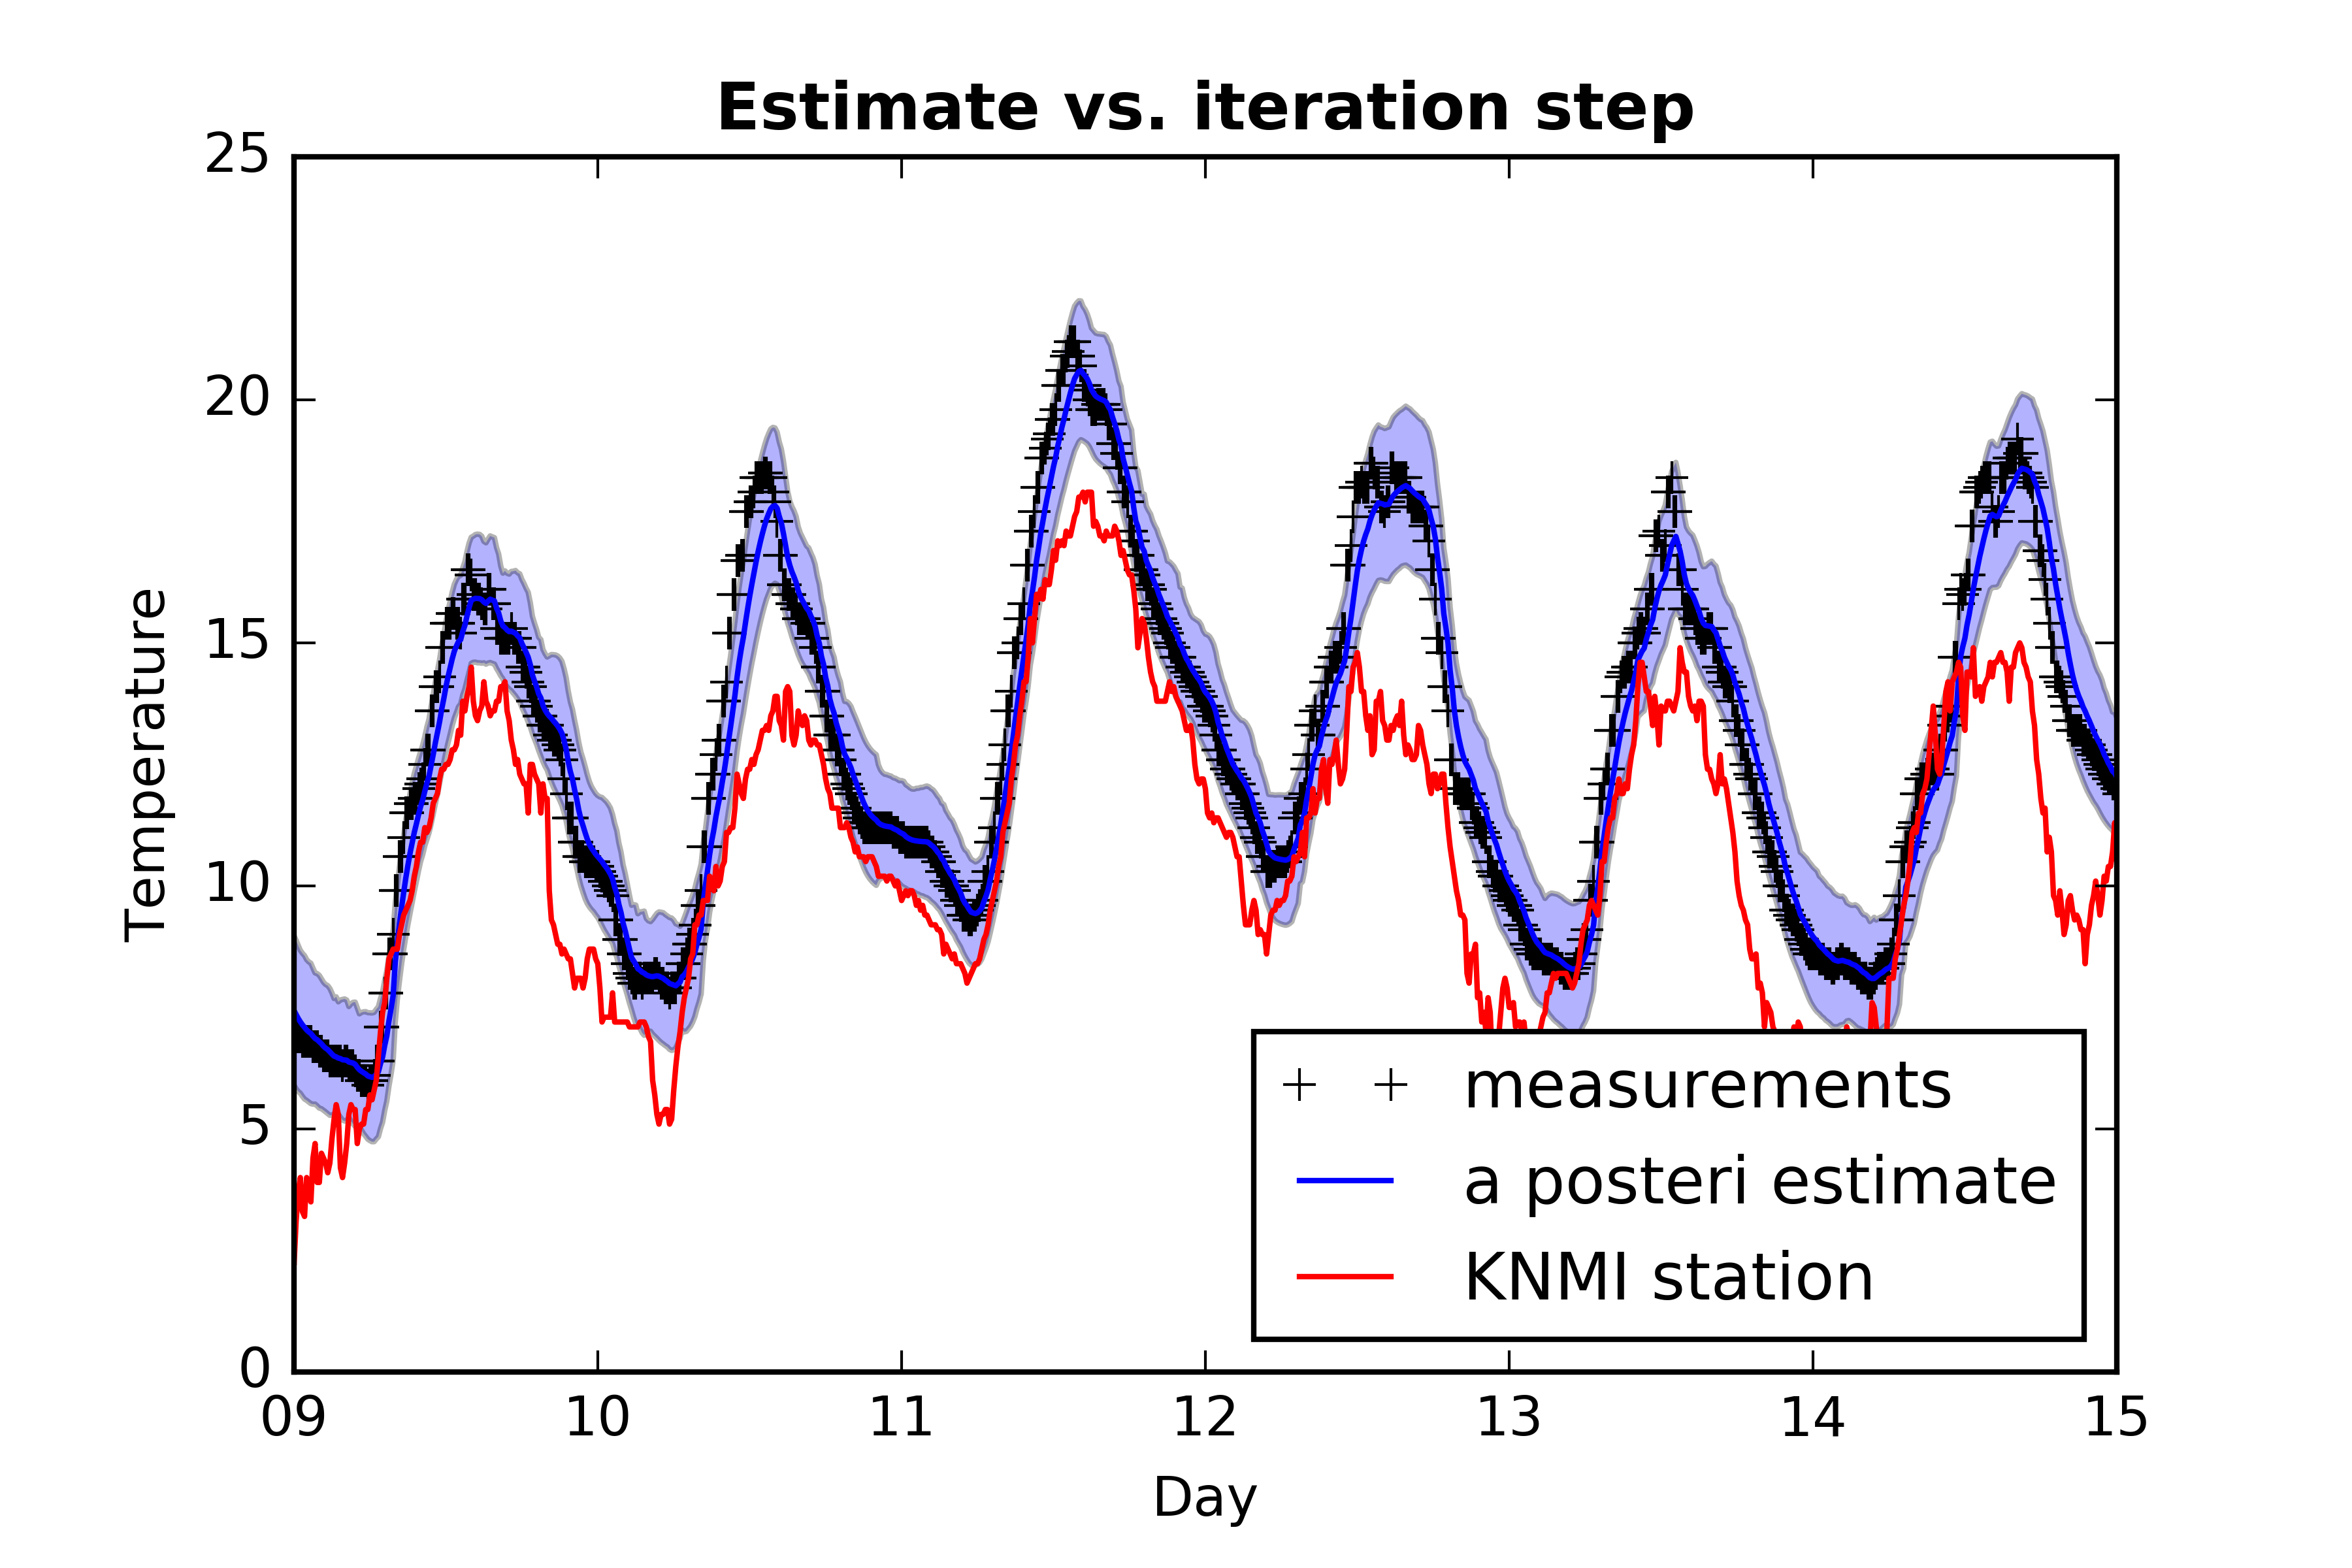 Estimate vs. iteration step
25
20
15
10
5
0
Temperature
09 10 11 12 13 14 15
Day
measurements
a posteri estimate
KNMI station